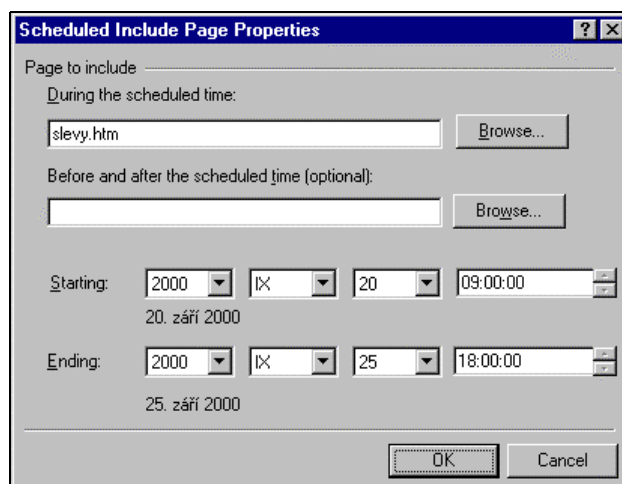 Scheduled Include Page Properties
Page to include
During the scheduled time:
slevy.htm
Browse...
Before and after the scheduled time (optional):
Browse...
Starting: 2000 IX 20 09:00:00
20. září 2000
Ending: 2000 IX 25 18:00:00
25. září 2000
OK Cancel